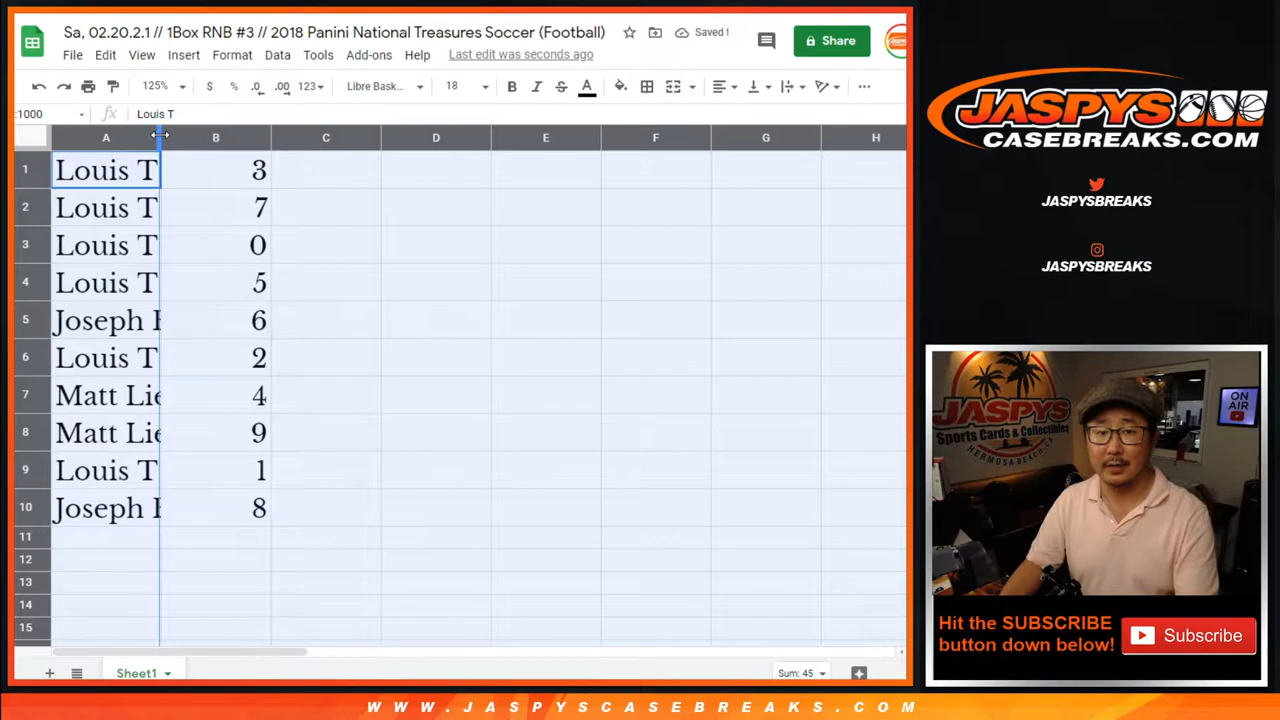 Sa, 02.20.2.1 // 1Box RNB #3 // 2018 Panini National Treasures Soccer (Football)
Saved t
File Edit View Insert Format Data Tools Add-ons Help Last edit was seconds ago
Share
125% $ % .0 .00 123 Libre Bask... 18 B I S A
:1000 fx Louis T
A B C D E F G H
1 Louis T 3
2 Louis T 7
3 Louis T 0
4 Louis T 5
5 Joseph 6
6 Louis T 2
7 Matt Lie 4
8 Matt Lie 9
9 Louis T 1
10 Joseph 8
11
12
13
14
15
Sheet1
Sum: 45
JASPYS
CASEBREAKS.COM
JASPYSBREAKS
JASPYSBREAKS
JASPYS
Sports Cards & Collectibles
HERMOSA BEACH, CA
ON
AIR
Hit the SUBSCRIBE
button down below!
Subscribe
WWW.JASPYSCASEBREAKS.COM